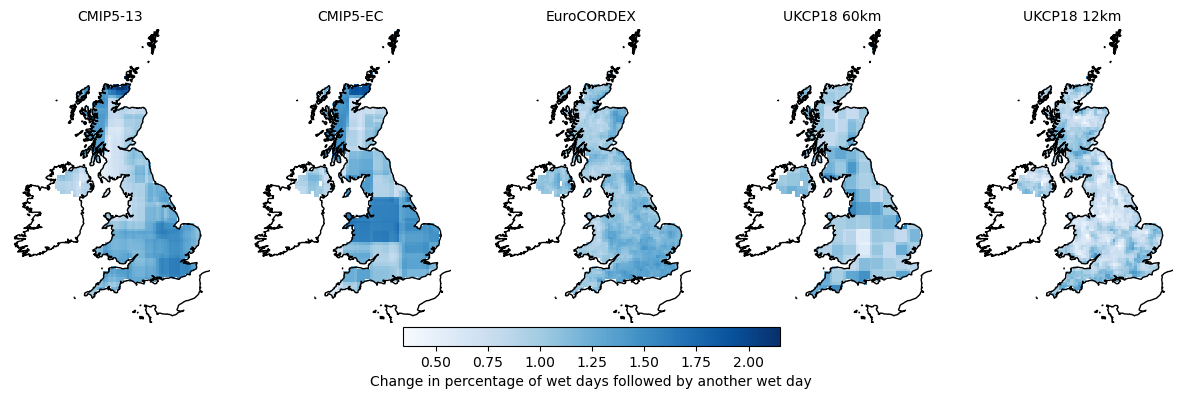 CMIP5-13 CMIP5-EC EuroCORDEX UKCP18 60km UKCP18 12km
0.50 0.75 1.00 1.25 1.50 1.75 2.00
Change in percentage of wet days followed by another wet day